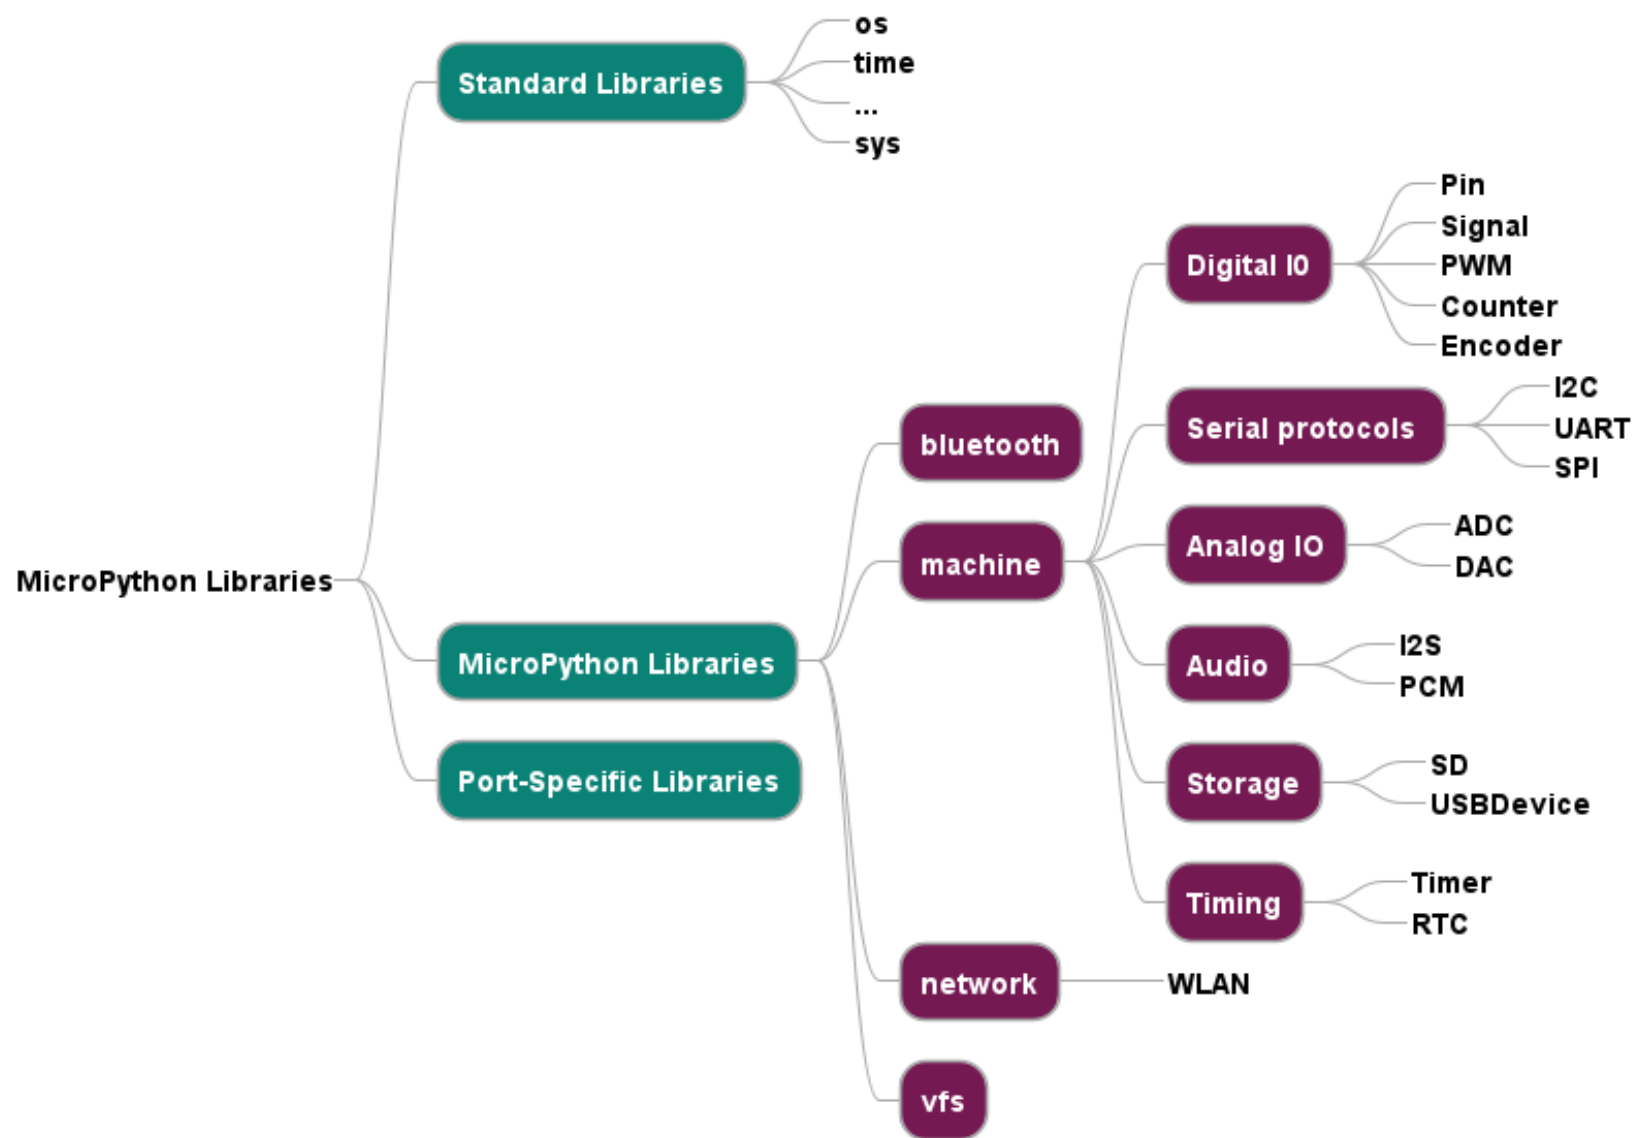 MicroPython Libraries
Standard Libraries
os
time
...
sys
MicroPython Libraries
bluetooth
machine
Digital I0
Pin
Signal
PWM
Counter
Encoder
Serial protocols
I2C
UART
SPI
Analog IO
ADC
DAC
Audio
I2S
PCM
Storage
SD
USBDevice
Timing
Timer
RTC
network
WLAN
vfs
Port-Specific Libraries